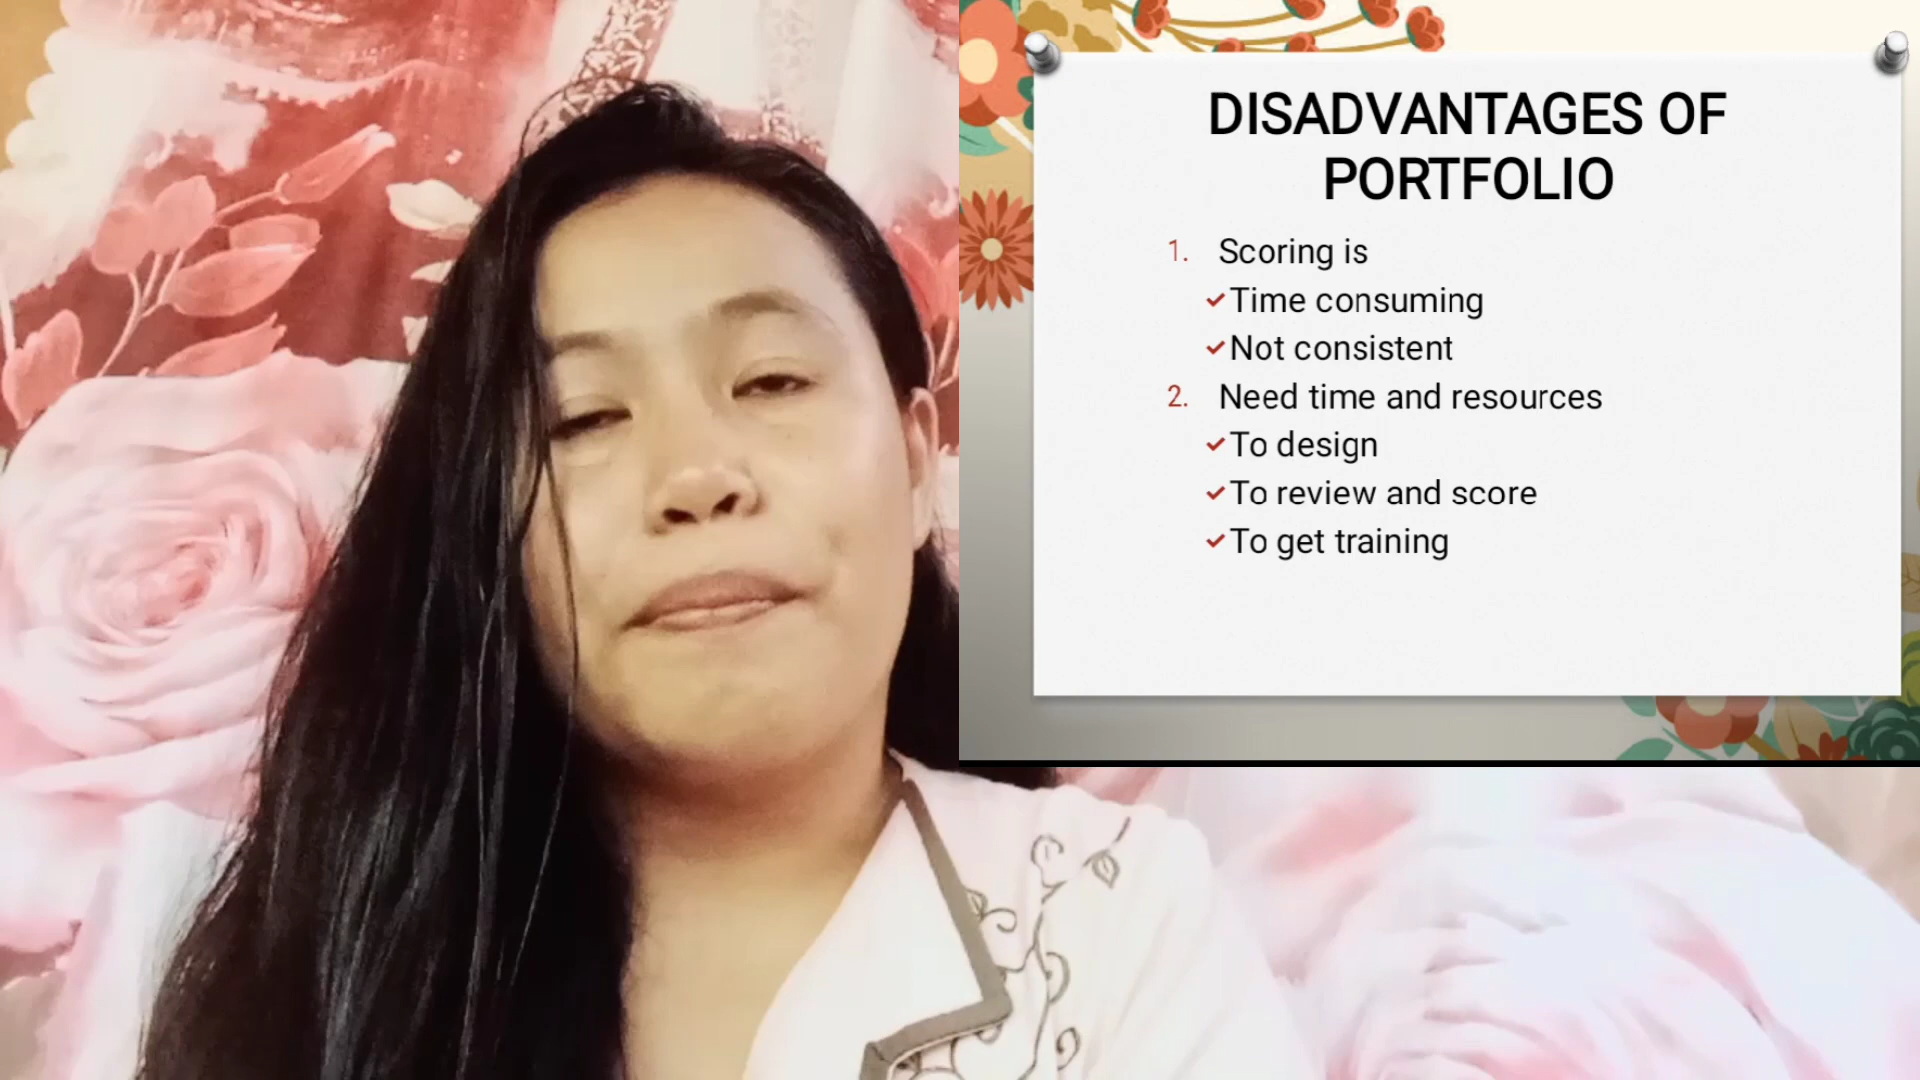 DISADVANTAGES OF
PORTFOLIO
1. Scoring is
✓Time consuming
✓Not consistent
2. Need time and resources
✓To design
✓To review and score
✓To get training